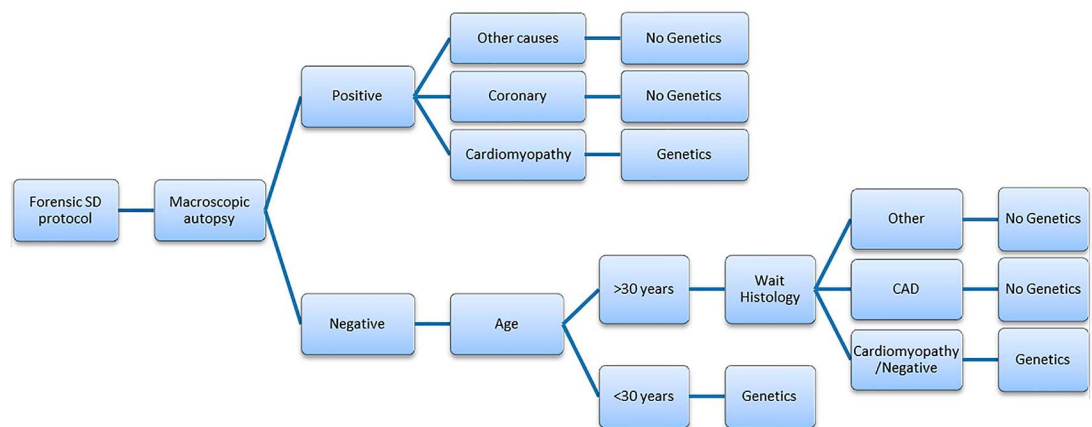 Other causes
No Genetics
Positive
Coronary
No Genetics
Cardiomyopathy
Genetics
Forensic SD
protocol
Macroscopic
autopsy
Other
No Genetics
>30 years
Wait
Histology
CAD
No Genetics
Negative
Age
Cardiomyopathy
/Negative
Genetics
<30 years
Genetics